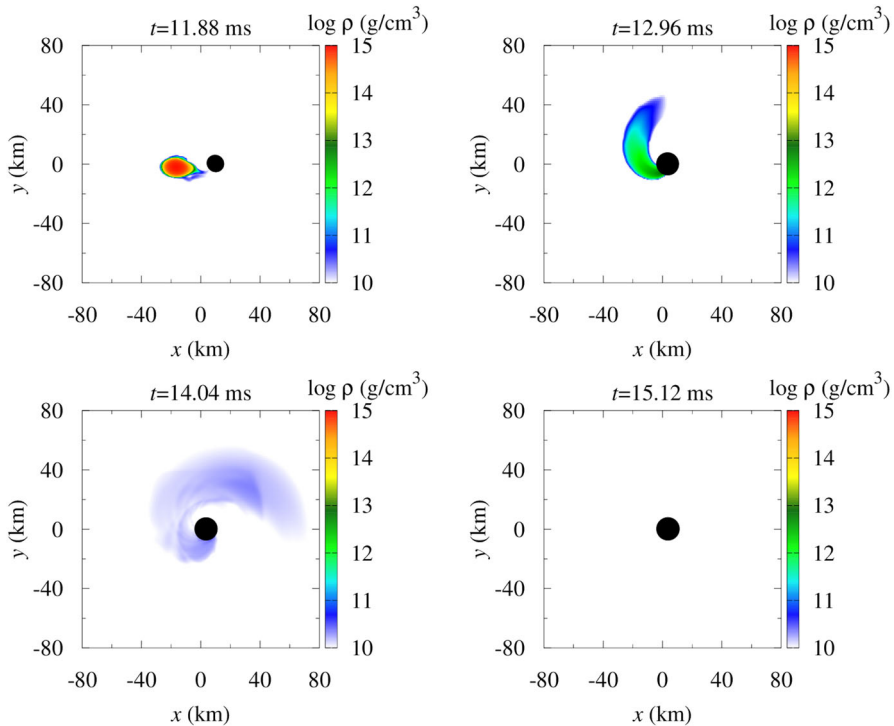 t=11.88 ms
log ρ (g/cm³)
80
40
0
-40
-80
y (km)
15
14
13
12
11
10
-80 -40 0 40 80
x (km)
t=12.96 ms
log ρ (g/cm³)
80
40
0
-40
-80
y (km)
15
14
13
12
11
10
-80 -40 0 40 80
x (km)
t=14.04 ms
log ρ (g/cm³)
80
40
0
-40
-80
y (km)
15
14
13
12
11
10
-80 -40 0 40 80
x (km)
t=15.12 ms
log ρ (g/cm³)
80
40
0
-40
-80
y (km)
15
14
13
12
11
10
-80 -40 0 40 80
x (km)